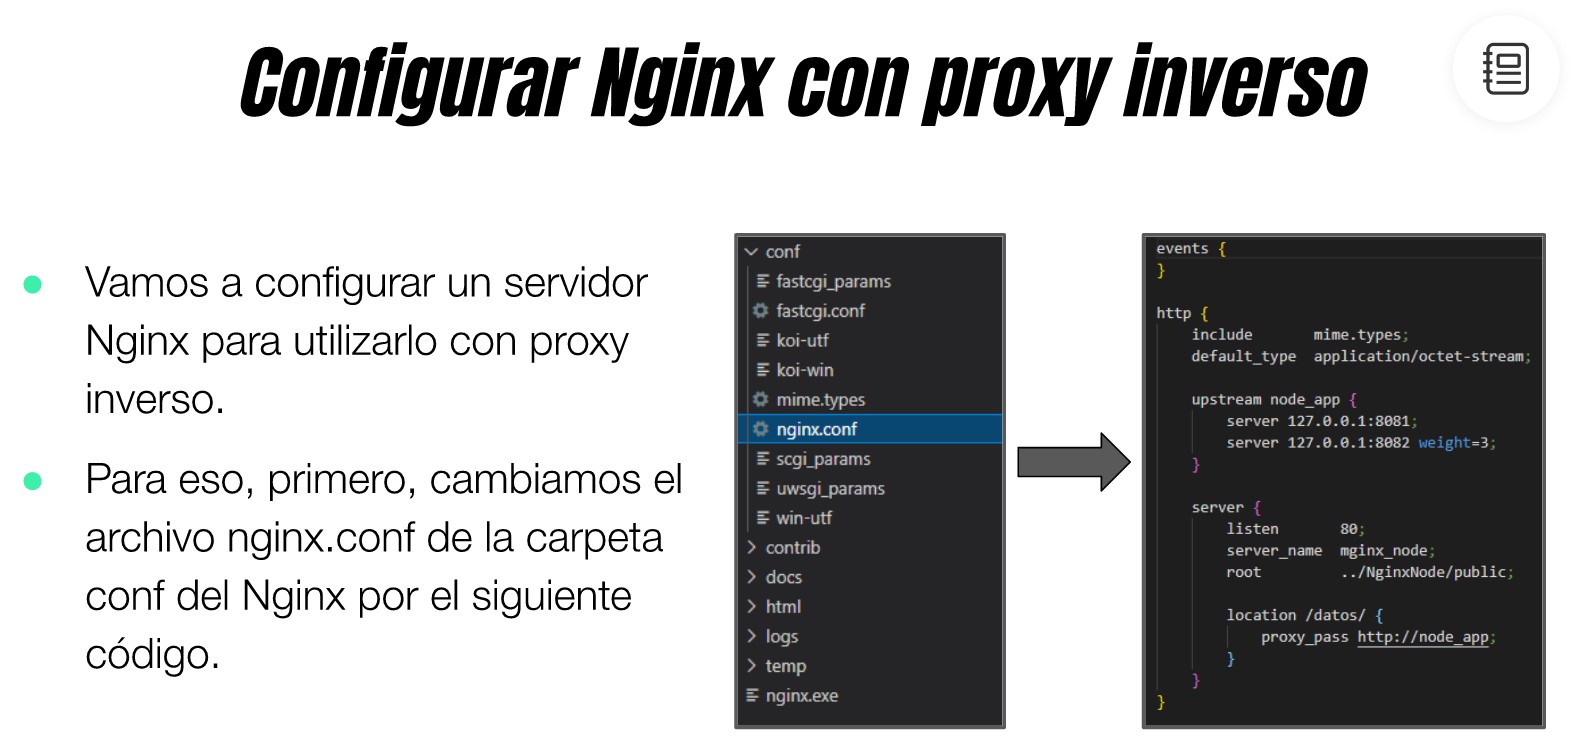 Configurar Nginx con proxy inverso
Vamos a configurar un servidor
Nginx para utilizarlo con proxy
inverso.
Para eso, primero, cambiamos el
archivo nginx.conf de la carpeta
conf del Nginx por el siguiente
código.
conf
fastcgi_params
fastcgi.conf
koi-utf
koi-win
mime.types
nginx.conf
scgi_params
uwsgi_params
win-utf
contrib
docs
html
logs
temp
nginx.exe
events {
}
http {
include mime.types;
default_type application/octet-stream;
upstream node_app {
server 127.0.0.1:8081;
server 127.0.0.1:8082 weight=3;
}
server {
listen 80;
server_name mginx_node;
root ../NginxNode/public;
location /datos/ {
proxy_pass http://node_app;
}
}
}